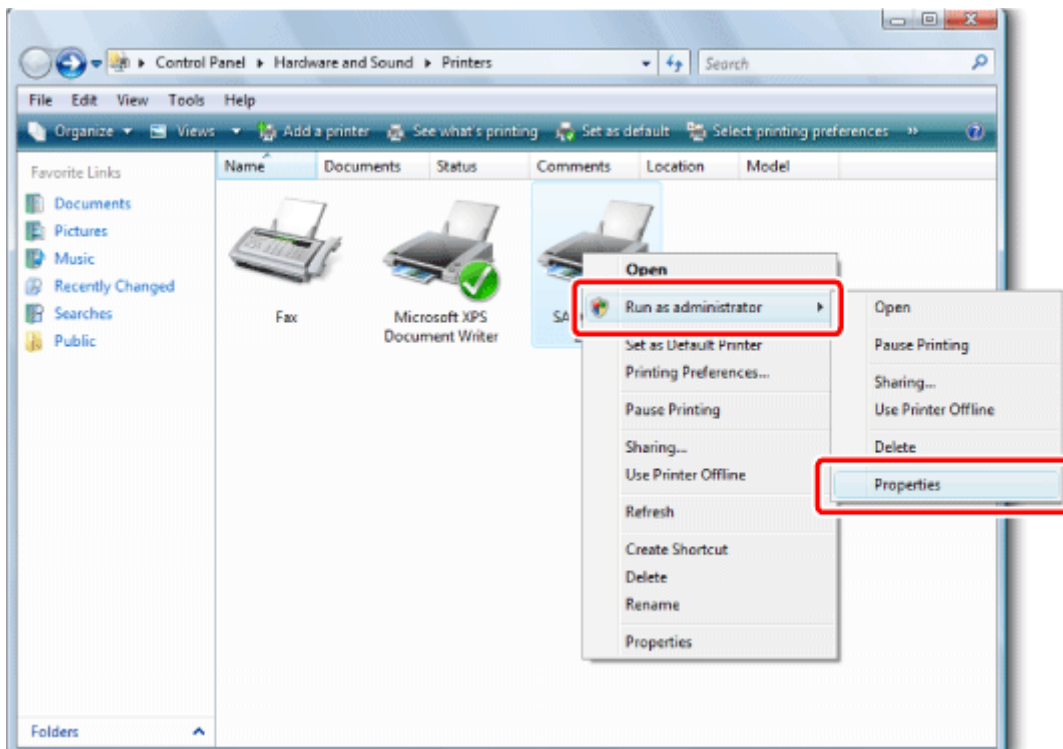 Control Panel Hardware and Sound Printers
Search
File Edit View Tools Help
Organize Views Add a printer See what's printing Set as default Select printing preferences »
Favorite Links
Documents
Pictures
Music
Recently Changed
Searches
Public
Folders
Name Documents Status Comments Location Model
Fax
Microsoft XPS
Document Writer
SA
Open
Run as administrator
Set as Default Printer
Printing Preferences...
Pause Printing
Sharing...
Use Printer Offline
Refresh
Create Shortcut
Delete
Rename
Properties
Open
Pause Printing
Sharing...
Use Printer Offline
Delete
Properties